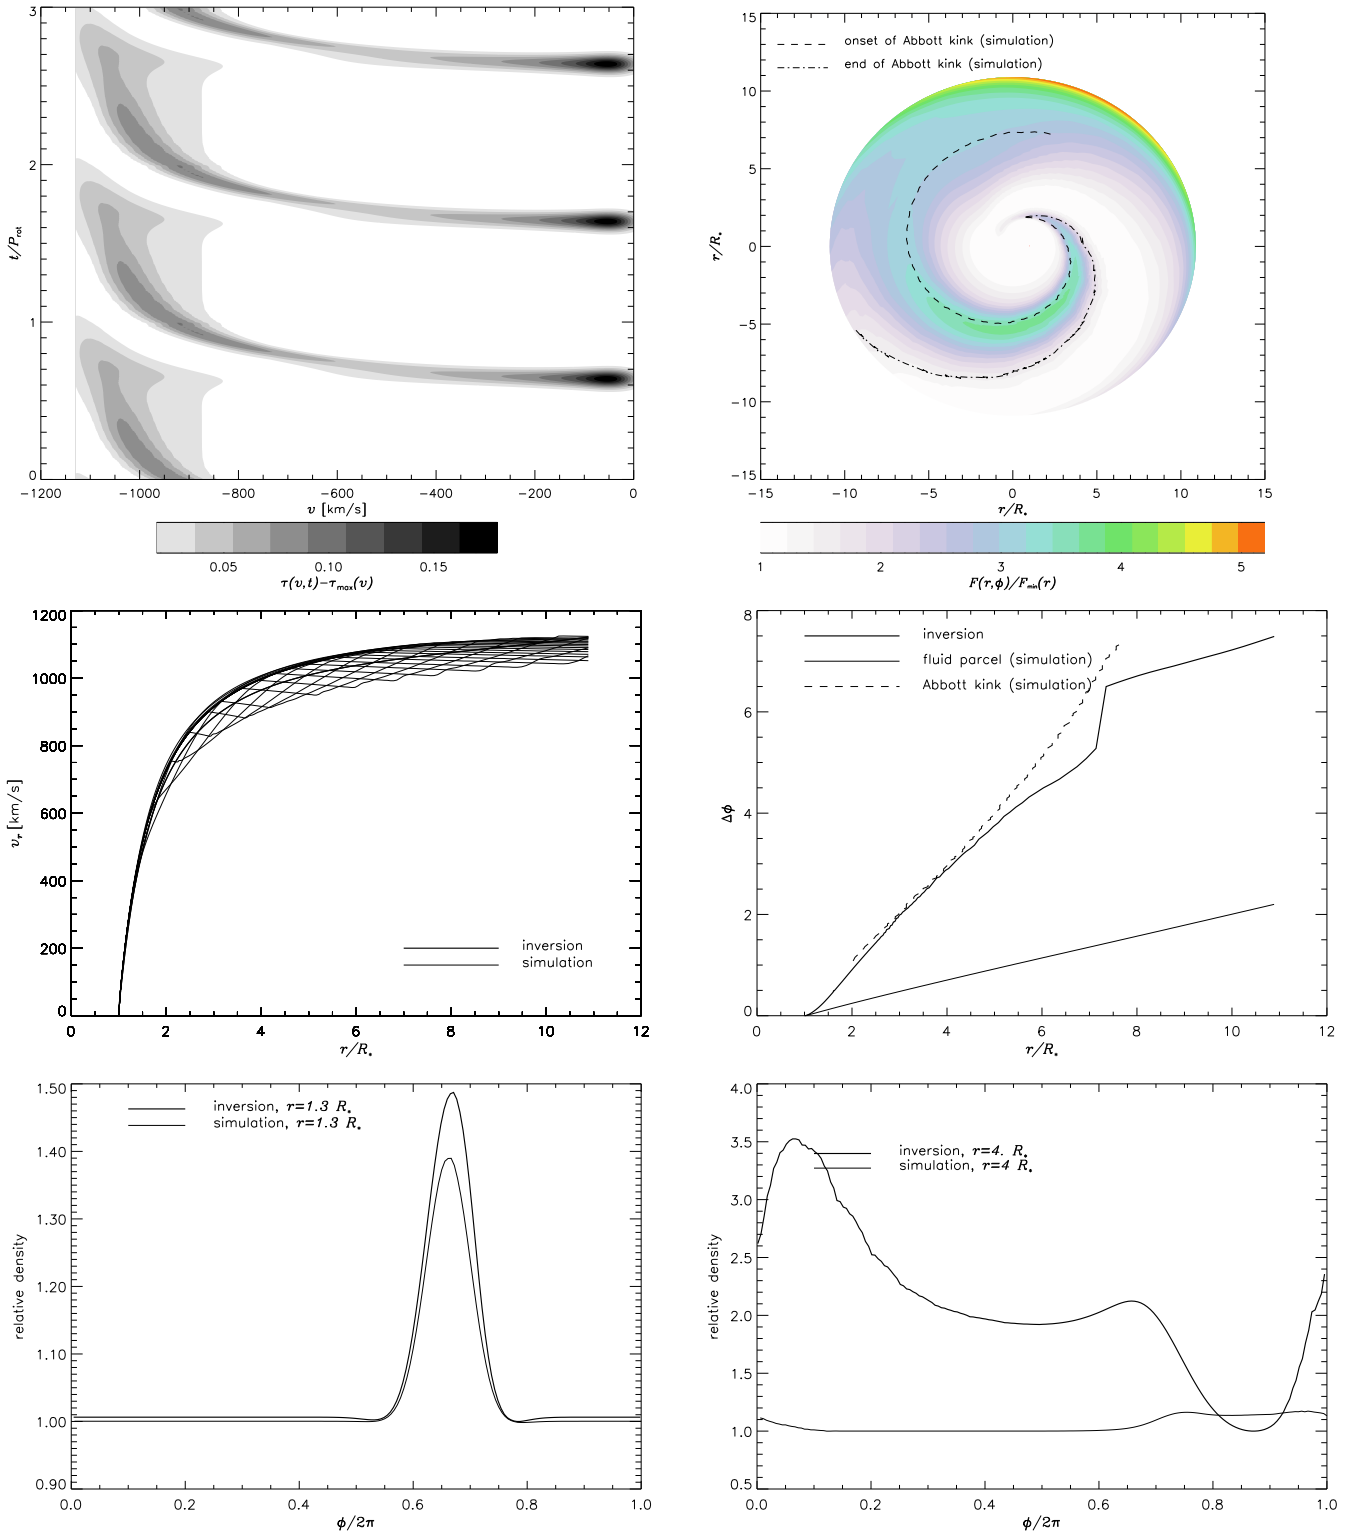 3
2
1
0
t/P_rot
−1200 −1000 −800 −600 −400 −200 0
v [km/s]
0.05 0.10 0.15
τ(v,t)−τ_max(v)
onset of Abbott kink (simulation)
end of Abbott kink (simulation)
15
10
5
0
−5
−10
−15
r/R*
−15 −10 −5 0 5 10 15
r/R*
1 2 3 4 5
F(r,ϕ)/F_min(r)
1200
1000
800
600
400
200
0
v_r [km/s]
inversion
simulation
0 2 4 6 8 10 12
r/R*
inversion
fluid parcel (simulation)
Abbott kink (simulation)
8
6
4
2
0
Δϕ
0 2 4 6 8 10 12
r/R*
inversion, r=1.3 R*
simulation, r=1.3 R*
1.50
1.40
1.30
1.20
1.10
1.00
0.90
relative density
0.0 0.2 0.4 0.6 0.8 1.0
ϕ/2π
inversion, r=4. R*
simulation, r=4 R*
4.0
3.5
3.0
2.5
2.0
1.5
1.0
0.5
relative density
0.0 0.2 0.4 0.6 0.8 1.0
ϕ/2π